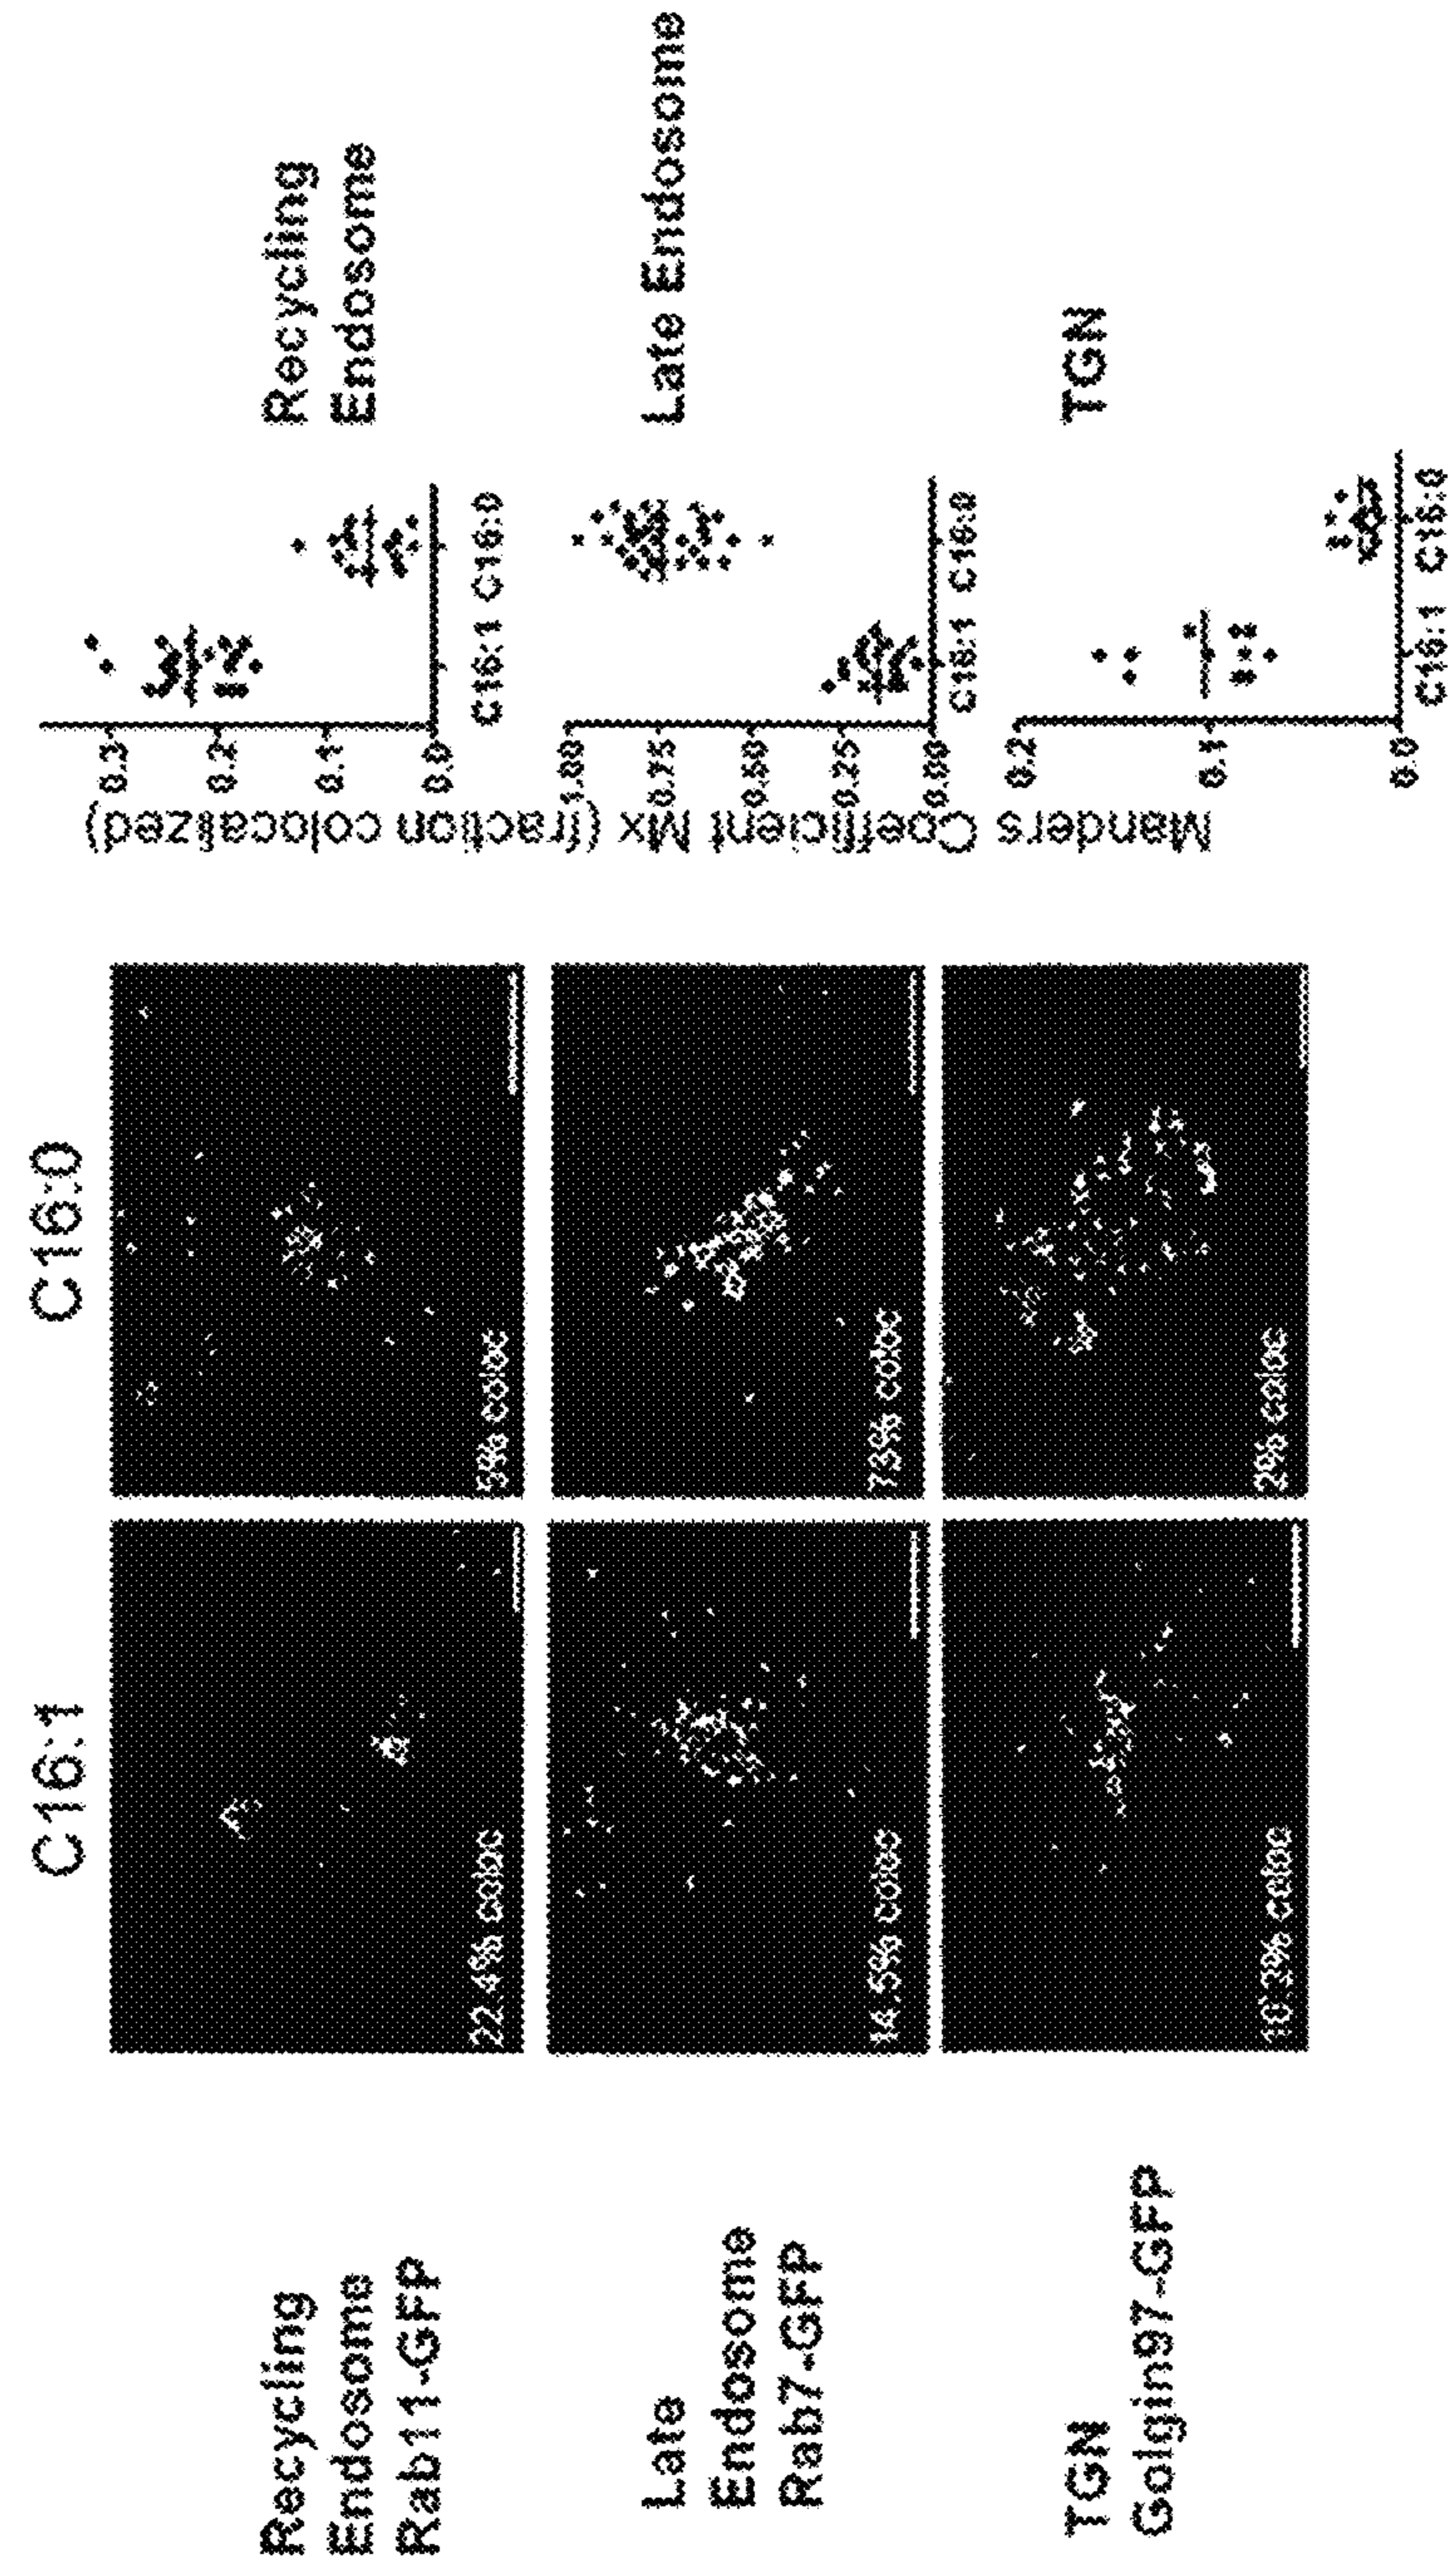 C16:1
C16:0
Recycling
Endosome
Rab11-GFP
22.4% coloc
5% coloc
Late
Endosome
Rab7-GFP
14.5% coloc
73% coloc
TGN
Golgin97-GFP
10.3% coloc
2% coloc
Manders Coefficient Mx (fraction colocalized)
0.3
0.2
0.1
0.0
C16:1 C16:0
Recycling
Endosome
1.00
0.75
0.50
0.25
0.00
C16:1 C16:0
Late Endosome
0.2
0.1
0.0
C16:1 C16:0
TGN